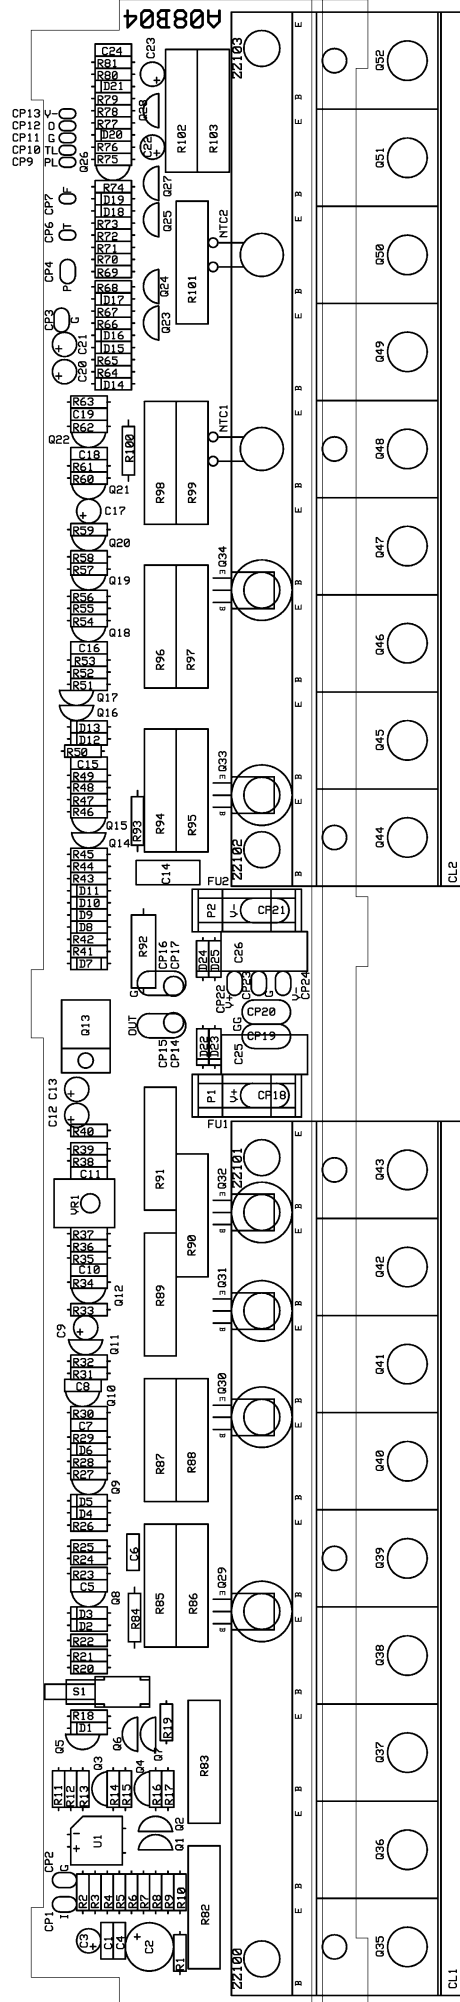 A08B04
C24
R81
R80
D21
R79
R78
R77
D20
R76
R75
C23
Q28
C22
Q26
CP13 V-
CP12 O
CP11 G
CP10 TL
CP9 PL
R102
R103
ZZ103
E
Q52
B
E
Q51
B
R74
D19
D18
R73
R72
R71
R70
R69
R68
D17
R67
R66
D16
D15
R65
R64
D14
CP7
F
CP6
T
CP4
P
CP3
G
C21
C20
Q27
Q25
Q24
Q23
R101
NTC2
E
Q50
B
E
Q49
B
R63
C19
R62
Q22
C18
R61
R60
Q21
C17
R100
R98
R99
NTC1
E
Q48
B
R59
Q20
R58
R57
Q19
R56
R55
R54
Q18
C16
R53
R52
R51
Q17
Q16
R96
R97
Q34
E
B
E
Q47
B
E
Q46
B
D13
D12
R50
C15
R49
R48
R47
R46
Q15
Q14
R93
R94
R95
Q33
E
B
E
Q45
B
E
Q44
B
ZZ102
CL2
R45
R44
R43
D11
D10
D9
D8
R42
R41
D7
C14
FU2
P2
V-
CP21
R92
CP16
CP17
G
D24
D25
C26
CP22
V+
CP23
G
CP24
V-
CP20
GG
CP19
Q13
OUT
CP15
CP14
D22
D23
C25
P1
V+
CP18
FU1
C13
C12
R40
R39
R38
C11
VR1
R91
R90
R89
ZZ101
Q32
E
B
E
Q43
B
R37
R36
R35
C10
R34
Q12
R33
C9
Q11
Q31
E
B
E
Q42
B
R32
R31
C8
Q10
R30
C7
R29
D6
R28
R27
Q9
R87
R88
Q30
E
B
E
Q41
B
E
Q40
B
D5
D4
R26
R25
R24
R23
C5
Q8
D3
D2
R22
R21
R20
C6
R84
R85
R86
Q29
E
B
E
Q39
B
E
Q38
B
S1
R18
D1
Q5
Q6
Q7
R19
R83
E
Q37
B
R11
R12
R13
Q3
R14
R15
Q4
R16
R17
U1
Q2
Q1
E
Q36
B
CP2
G
CP1
I
R2
R3
R4
R5
R6
R7
R8
R9
R10
C3
C1
C4
C2
R1
R82
ZZ100
E
Q35
B
CL1